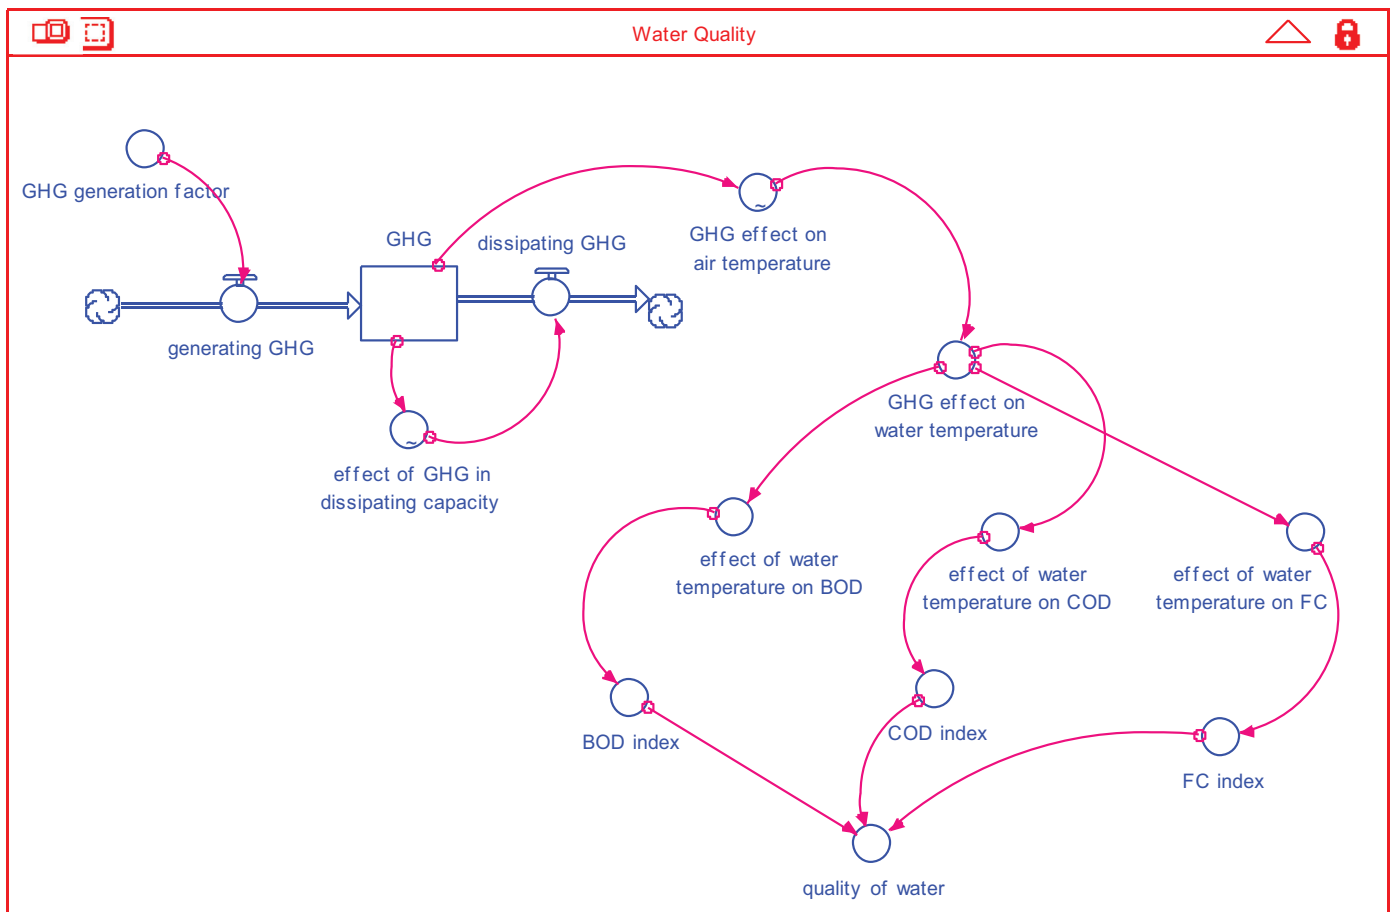 Water Quality
GHG generation factor
GHG
dissipating GHG
GHG effect on
air temperature
generating GHG
GHG effect on
water temperature
effect of GHG in
dissipating capacity
effect of water
temperature on BOD
effect of water
temperature on COD
effect of water
temperature on FC
BOD index
COD index
FC index
quality of water